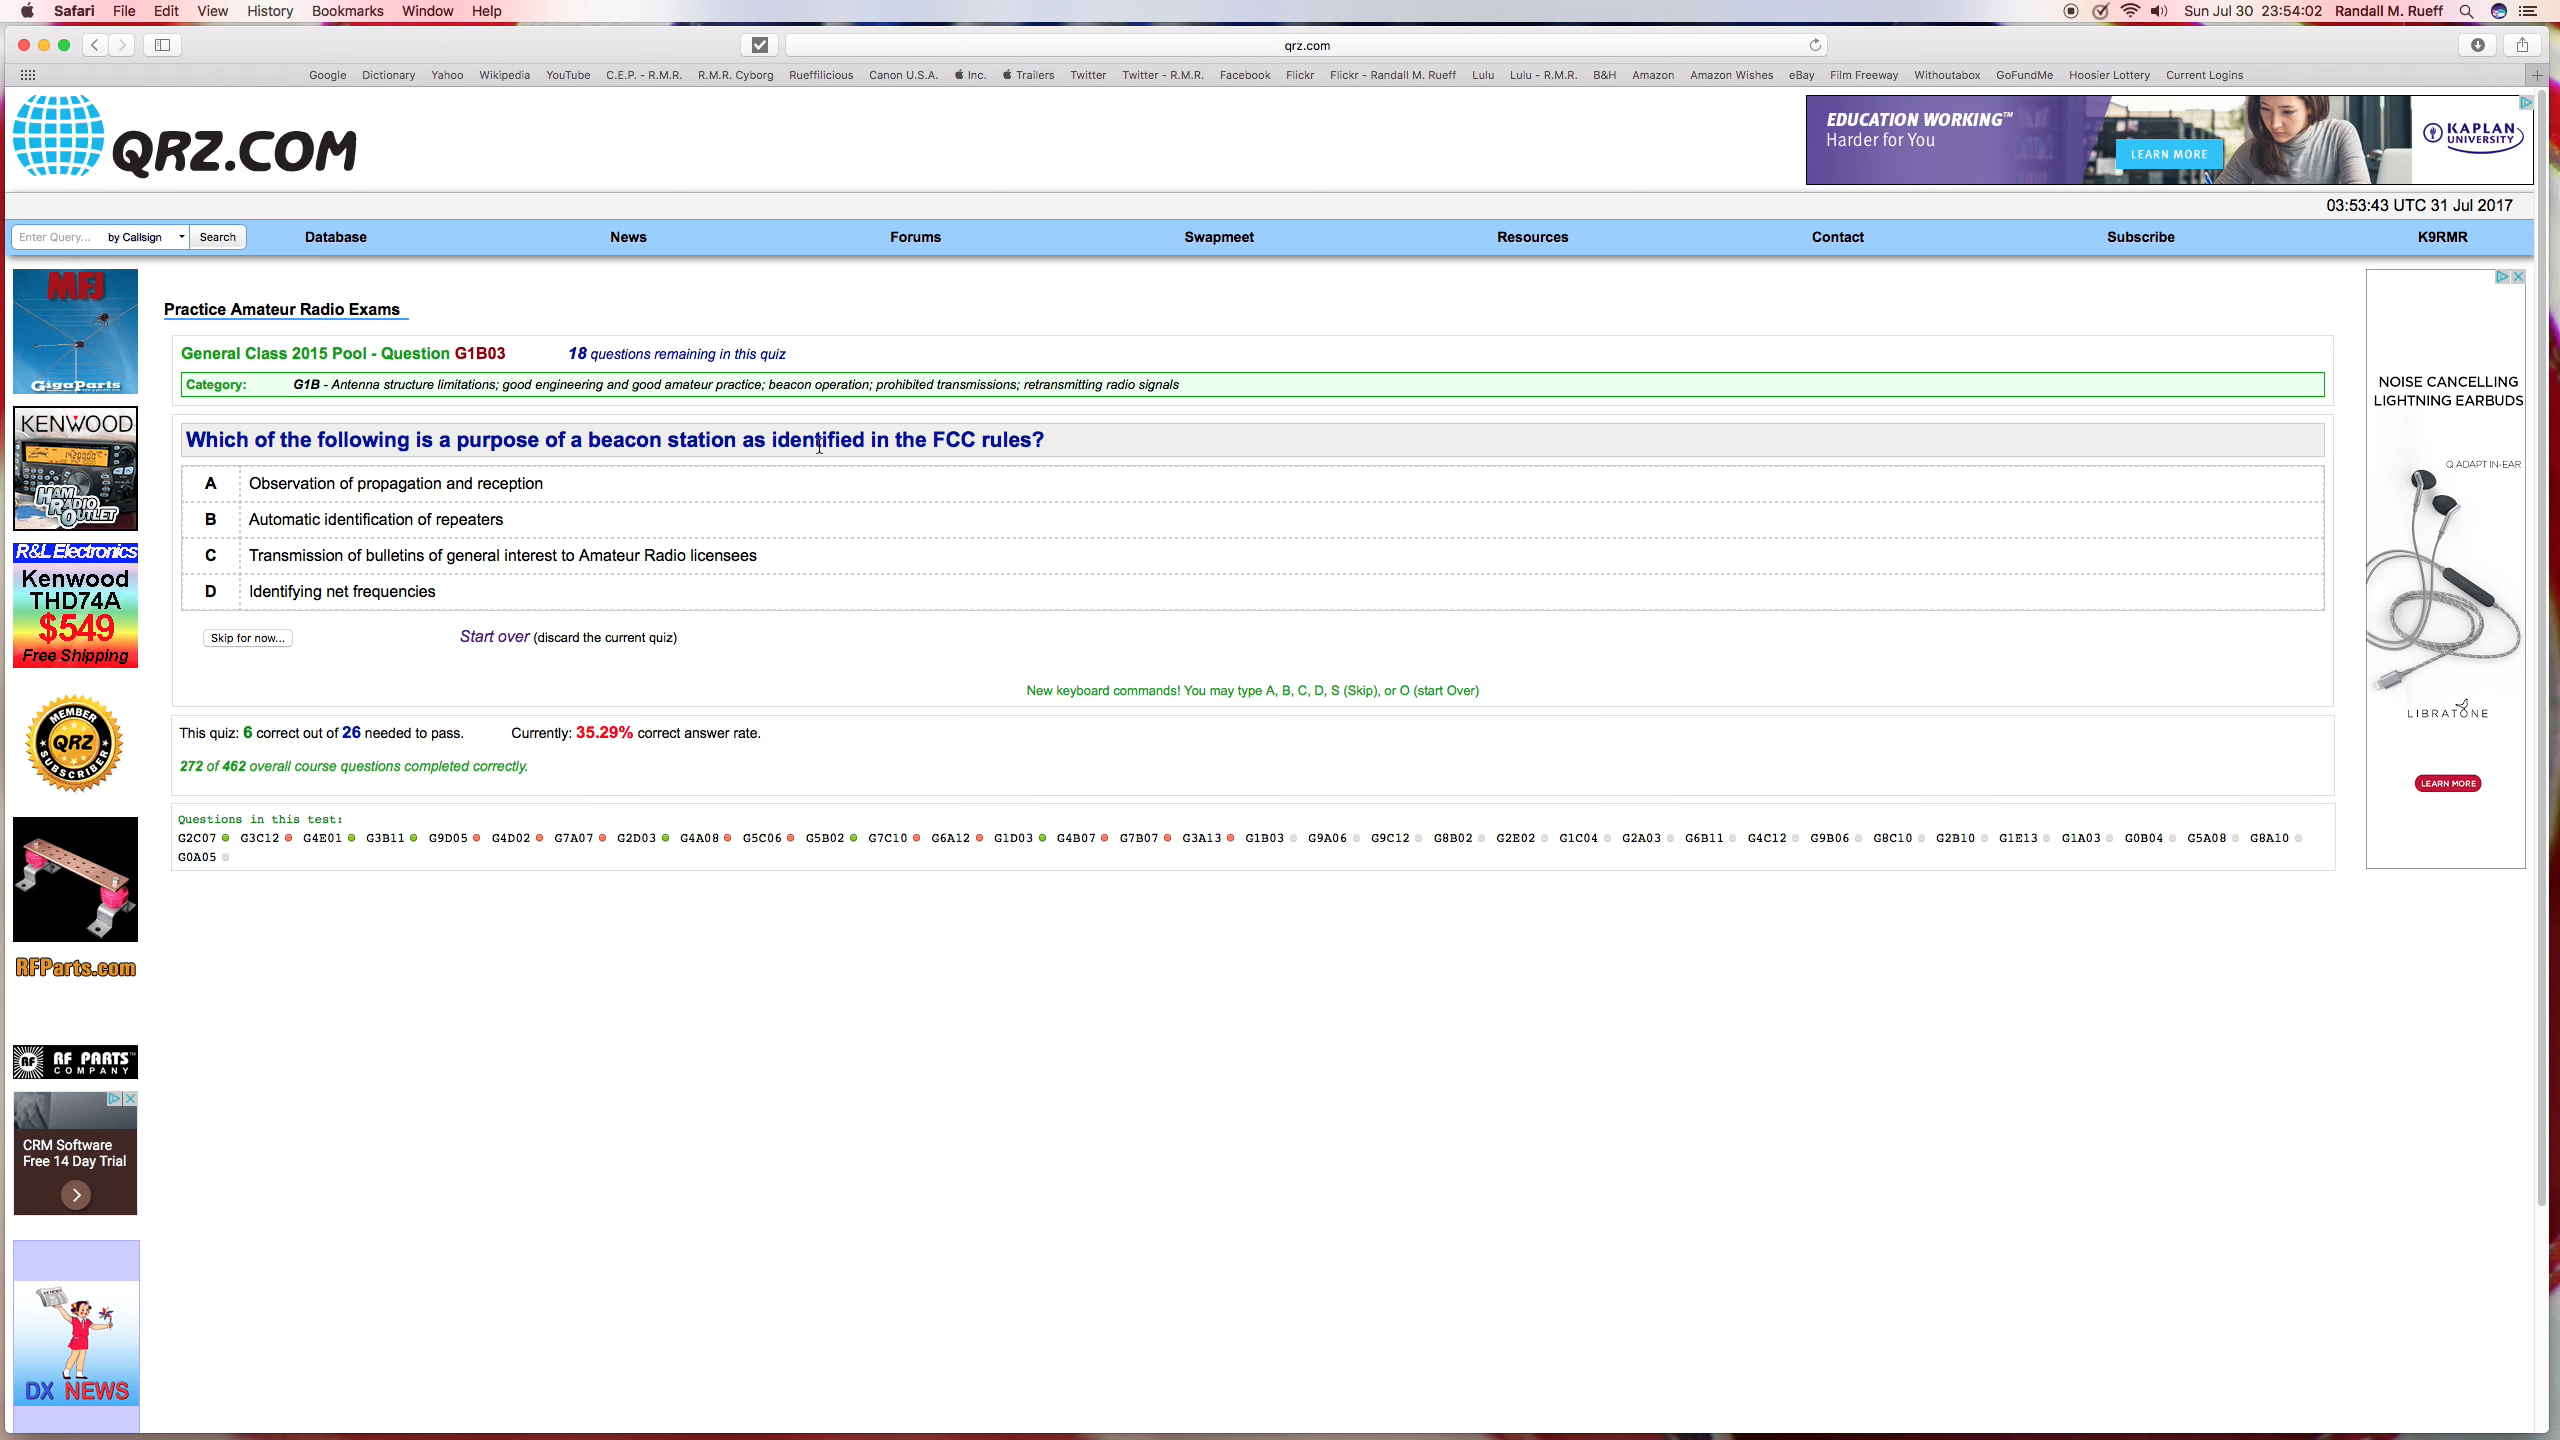 Safari File Edit View History Bookmarks Window Help Sun Jul 30 23:54:02 Randall M. Rueff
qrz.com
Google Dictionary Yahoo Wikipedia YouTube C.E.P. - R.M.R. R.M.R. Cyborg Rueffilicious Canon U.S.A. Inc. Trailers Twitter Twitter - R.M.R. Facebook Flickr Flickr - Randall M. Rueff Lulu Lulu - R.M.R. B&H Amazon Amazon Wishes eBay Film Freeway Withoutabox GoFundMe Hoosier Lottery Current Logins
QRZ.COM
EDUCATION WORKING™
Harder for You
LEARN MORE
KAPLAN
UNIVERSITY
03:53:43 UTC 31 Jul 2017
Enter Query... by Callsign Search Database News Forums Swapmeet Resources Contact Subscribe K9RMR
MFJ
GigaParts
KENWOOD
HAM RADIO OUTLET
R&L Electronics
Kenwood
THD74A
$549
Free Shipping
MEMBER
QRZ
SUBSCRIBER
RFParts.com
RF RF PARTS™
COMPANY
CRM Software
Free 14 Day Trial
DX NEWS
DX NEWS
Practice Amateur Radio Exams
General Class 2015 Pool - Question G1B03 18 questions remaining in this quiz
Category: G1B - Antenna structure limitations; good engineering and good amateur practice; beacon operation; prohibited transmissions; retransmitting radio signals
Which of the following is a purpose of a beacon station as identified in the FCC rules?
A Observation of propagation and reception
B Automatic identification of repeaters
C Transmission of bulletins of general interest to Amateur Radio licensees
D Identifying net frequencies
Skip for now... Start over (discard the current quiz)
New keyboard commands! You may type A, B, C, D, S (Skip), or O (start Over)
This quiz: 6 correct out of 26 needed to pass. Currently: 35.29% correct answer rate.
272 of 462 overall course questions completed correctly.
Questions in this test:
G2C07 G3C12 G4E01 G3B11 G9D05 G4D02 G7A07 G2D03 G4A08 G5C06 G5B02 G7C10 G6A12 G1D03 G4B07 G7B07 G3A13 G1B03 G9A06 G9C12 G8B02 G2E02 G1C04 G2A03 G6B11 G4C12 G9B06 G8C10 G2B10 G1E13 G1A03 G0B04 G5A08 G8A10
G0A05
NOISE CANCELLING
LIGHTNING EARBUDS
Q ADAPT IN-EAR
LIBRATONE
LEARN MORE